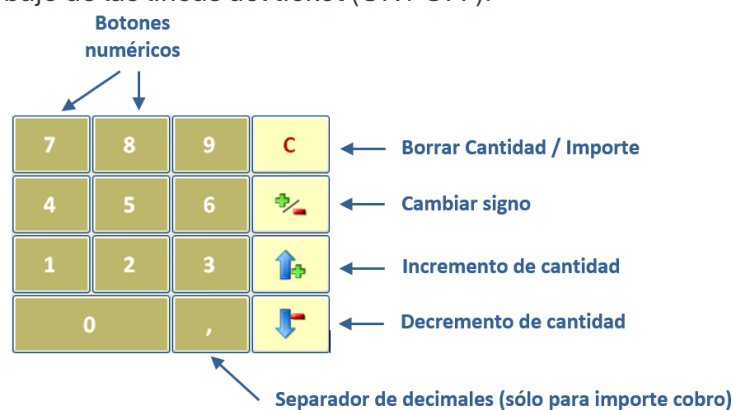 Botones
numéricos
7 8 9 C Borrar Cantidad / Importe
4 5 6 Cambiar signo
1 2 3 Incremento de cantidad
0 , Decremento de cantidad
Separador de decimales (sólo para importe cobro)